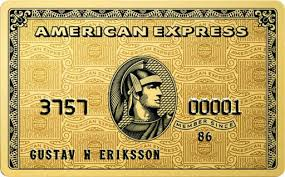 AMERICAN EXPRESS
3757 00001
MEMBER SINCE
86
GUSTAV W ERIKSSON